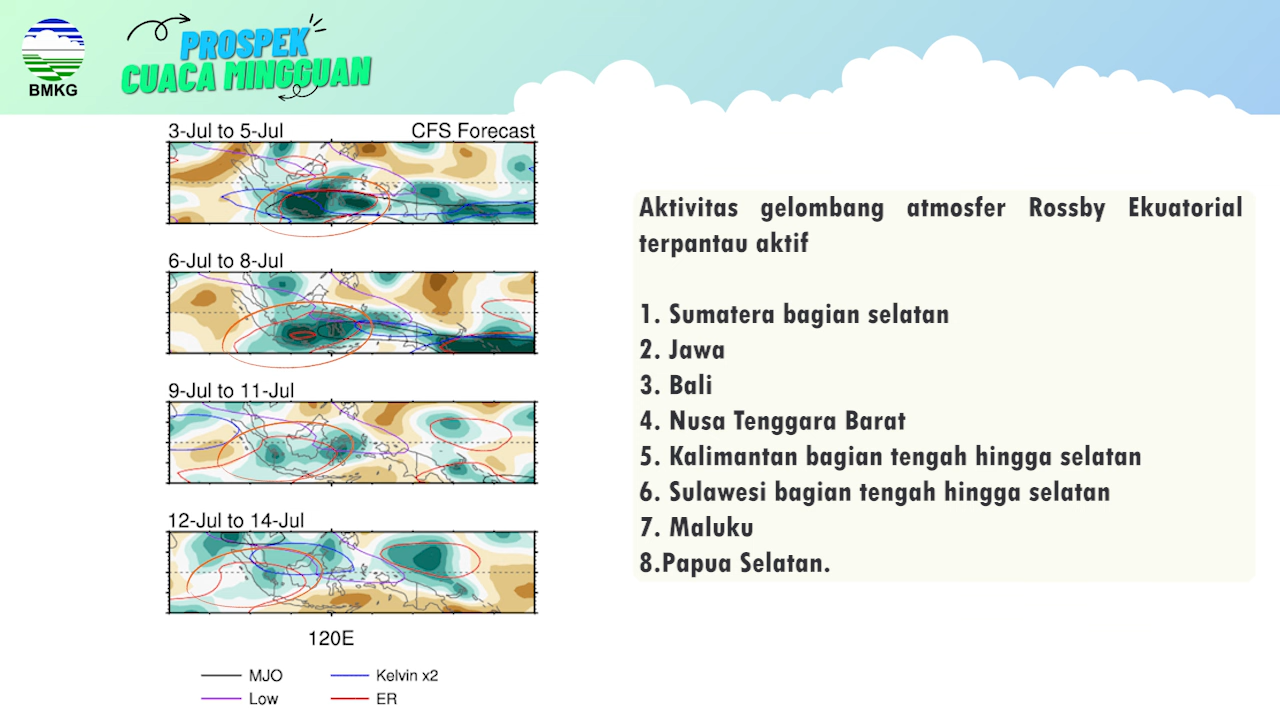 BMKG
PROSPEK
CUACA MINGGUAN
3-Jul to 5-Jul CFS Forecast
6-Jul to 8-Jul
9-Jul to 11-Jul
12-Jul to 14-Jul
120E
MJO Kelvin x2
Low ER
Aktivitas gelombang atmosfer Rossby Ekuatorial
terpantau aktif
1. Sumatera bagian selatan
2. Jawa
3. Bali
4. Nusa Tenggara Barat
5. Kalimantan bagian tengah hingga selatan
6. Sulawesi bagian tengah hingga selatan
7. Maluku
8.Papua Selatan.